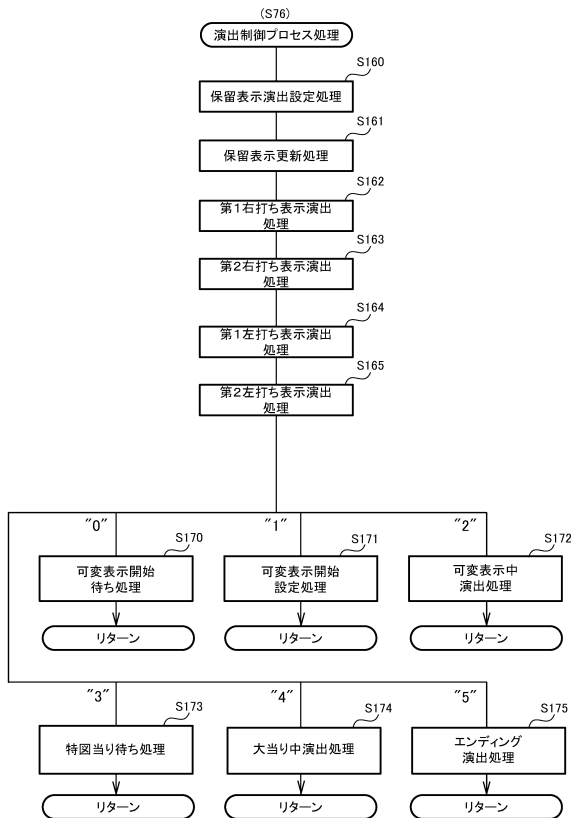 (S76)
演出制御プロセス処理
S160
保留表示演出設定処理
S161
保留表示更新処理
S162
第1右打ち表示演出
処理
S163
第2右打ち表示演出
処理
S164
第1左打ち表示演出
処理
S165
第2左打ち表示演出
処理
"0"
S170
可変表示開始
待ち処理
リターン
"1"
S171
可変表示開始
設定処理
リターン
"2"
S172
可変表示中
演出処理
リターン
"3"
S173
特図当り待ち処理
リターン
"4"
S174
大当り中演出処理
リターン
"5"
S175
エンディング
演出処理
リターン